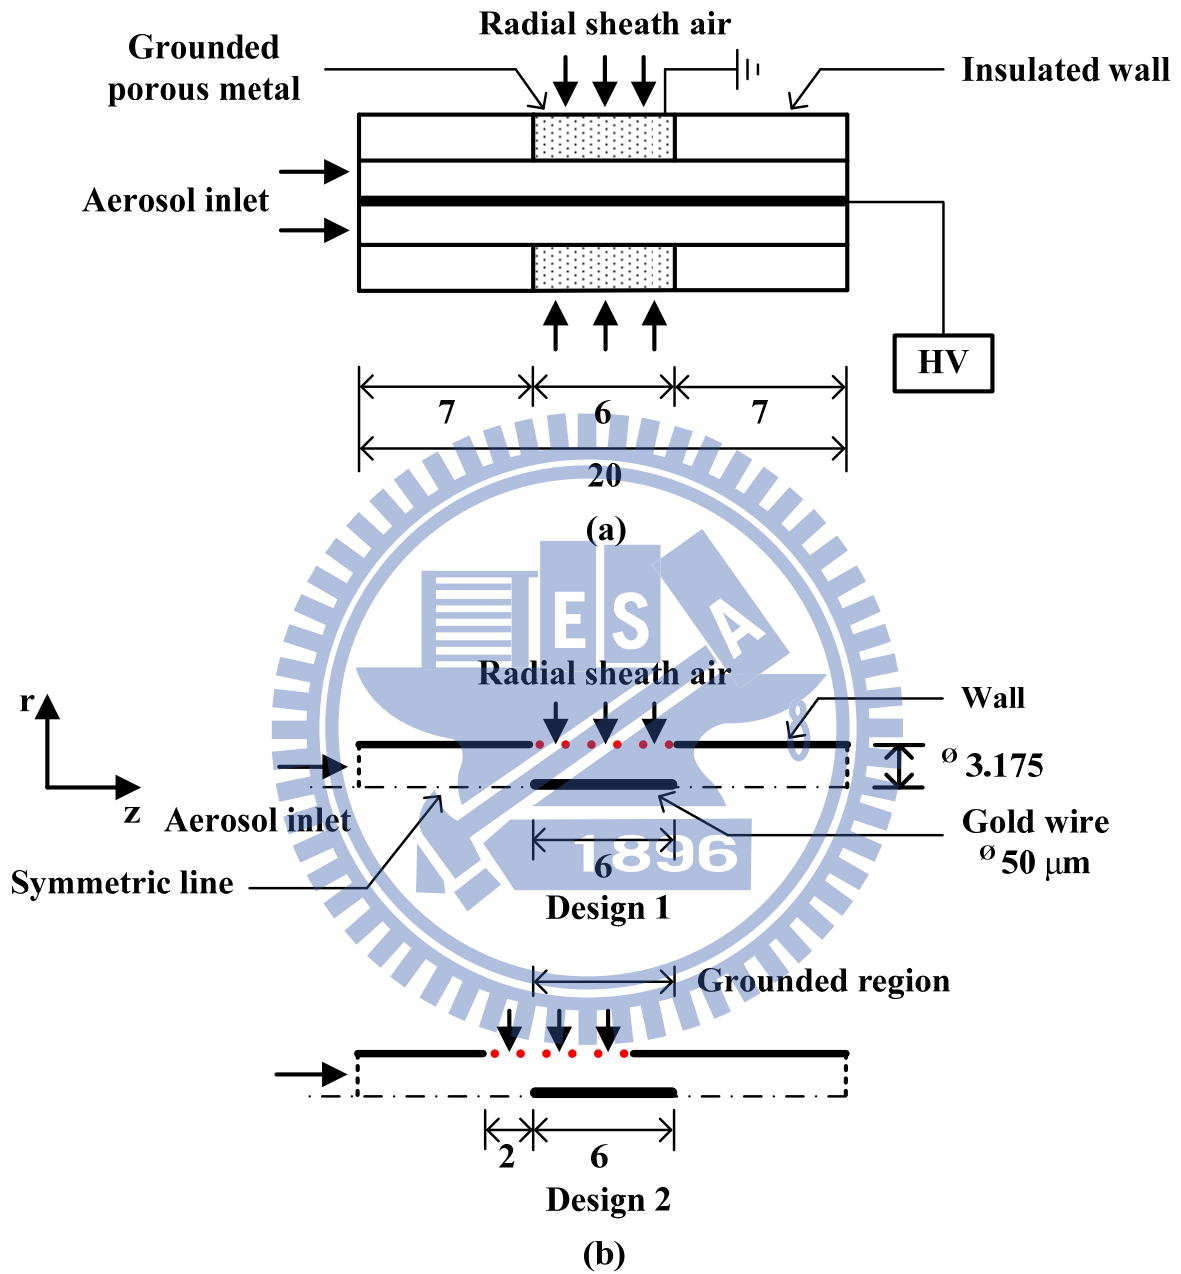 Radial sheath air
Grounded
porous metal
Insulated wall
Aerosol inlet
HV
7
6
7
20
(a)
E S A
Radial sheath air
r
Wall
ø 3.175
z
Aerosol inlet
Gold wire
ø 50 μm
6
1896
Symmetric line
Design 1
Grounded region
2
6
Design 2
(b)